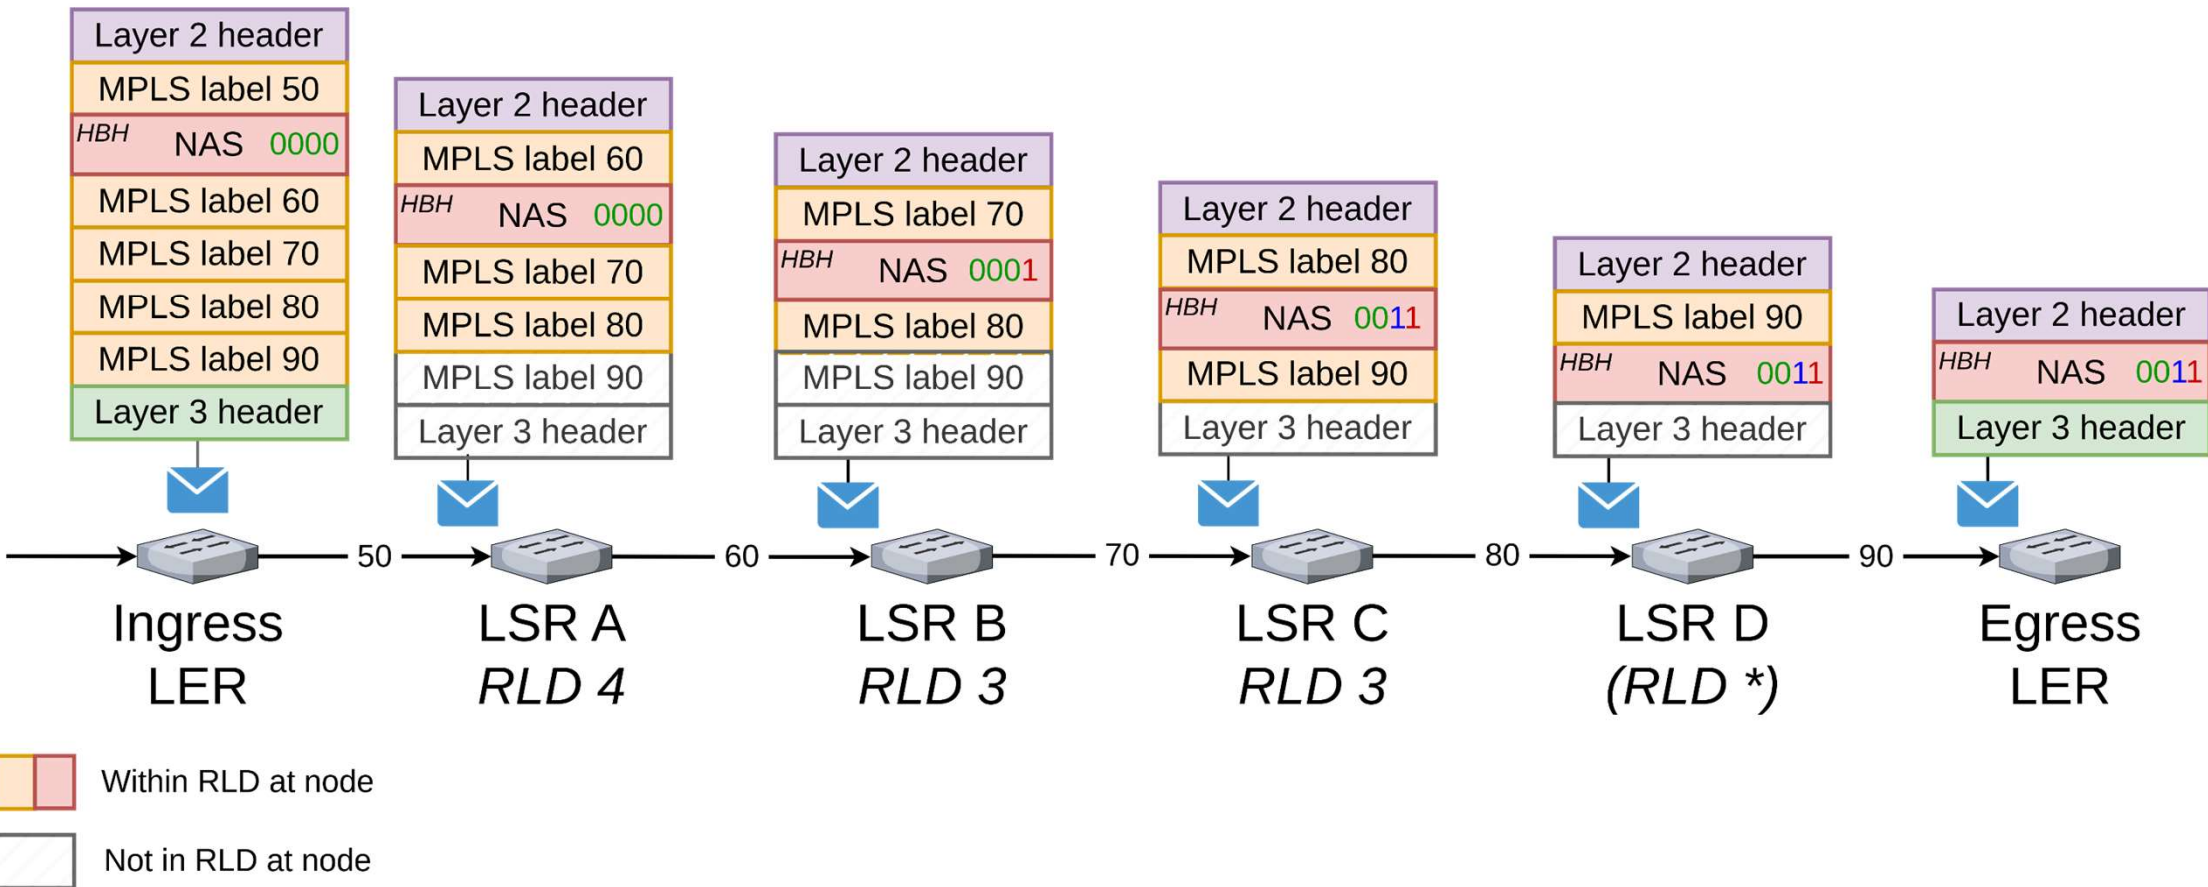 Layer 2 header
MPLS label 50
HBH NAS 0000
MPLS label 60
MPLS label 70
MPLS label 80
MPLS label 90
Layer 3 header
Layer 2 header
MPLS label 60
HBH NAS 0000
MPLS label 70
MPLS label 80
MPLS label 90
Layer 3 header
Layer 2 header
MPLS label 70
HBH NAS 0001
MPLS label 80
MPLS label 90
Layer 3 header
Layer 2 header
MPLS label 80
HBH NAS 0011
MPLS label 90
Layer 3 header
Layer 2 header
MPLS label 90
HBH NAS 0011
Layer 3 header
Layer 2 header
HBH NAS 0011
Layer 3 header
50 60 70 80 90
Ingress
LER
LSR A
RLD 4
LSR B
RLD 3
LSR C
RLD 3
LSR D
(RLD *)
Egress
LER
Within RLD at node
Not in RLD at node